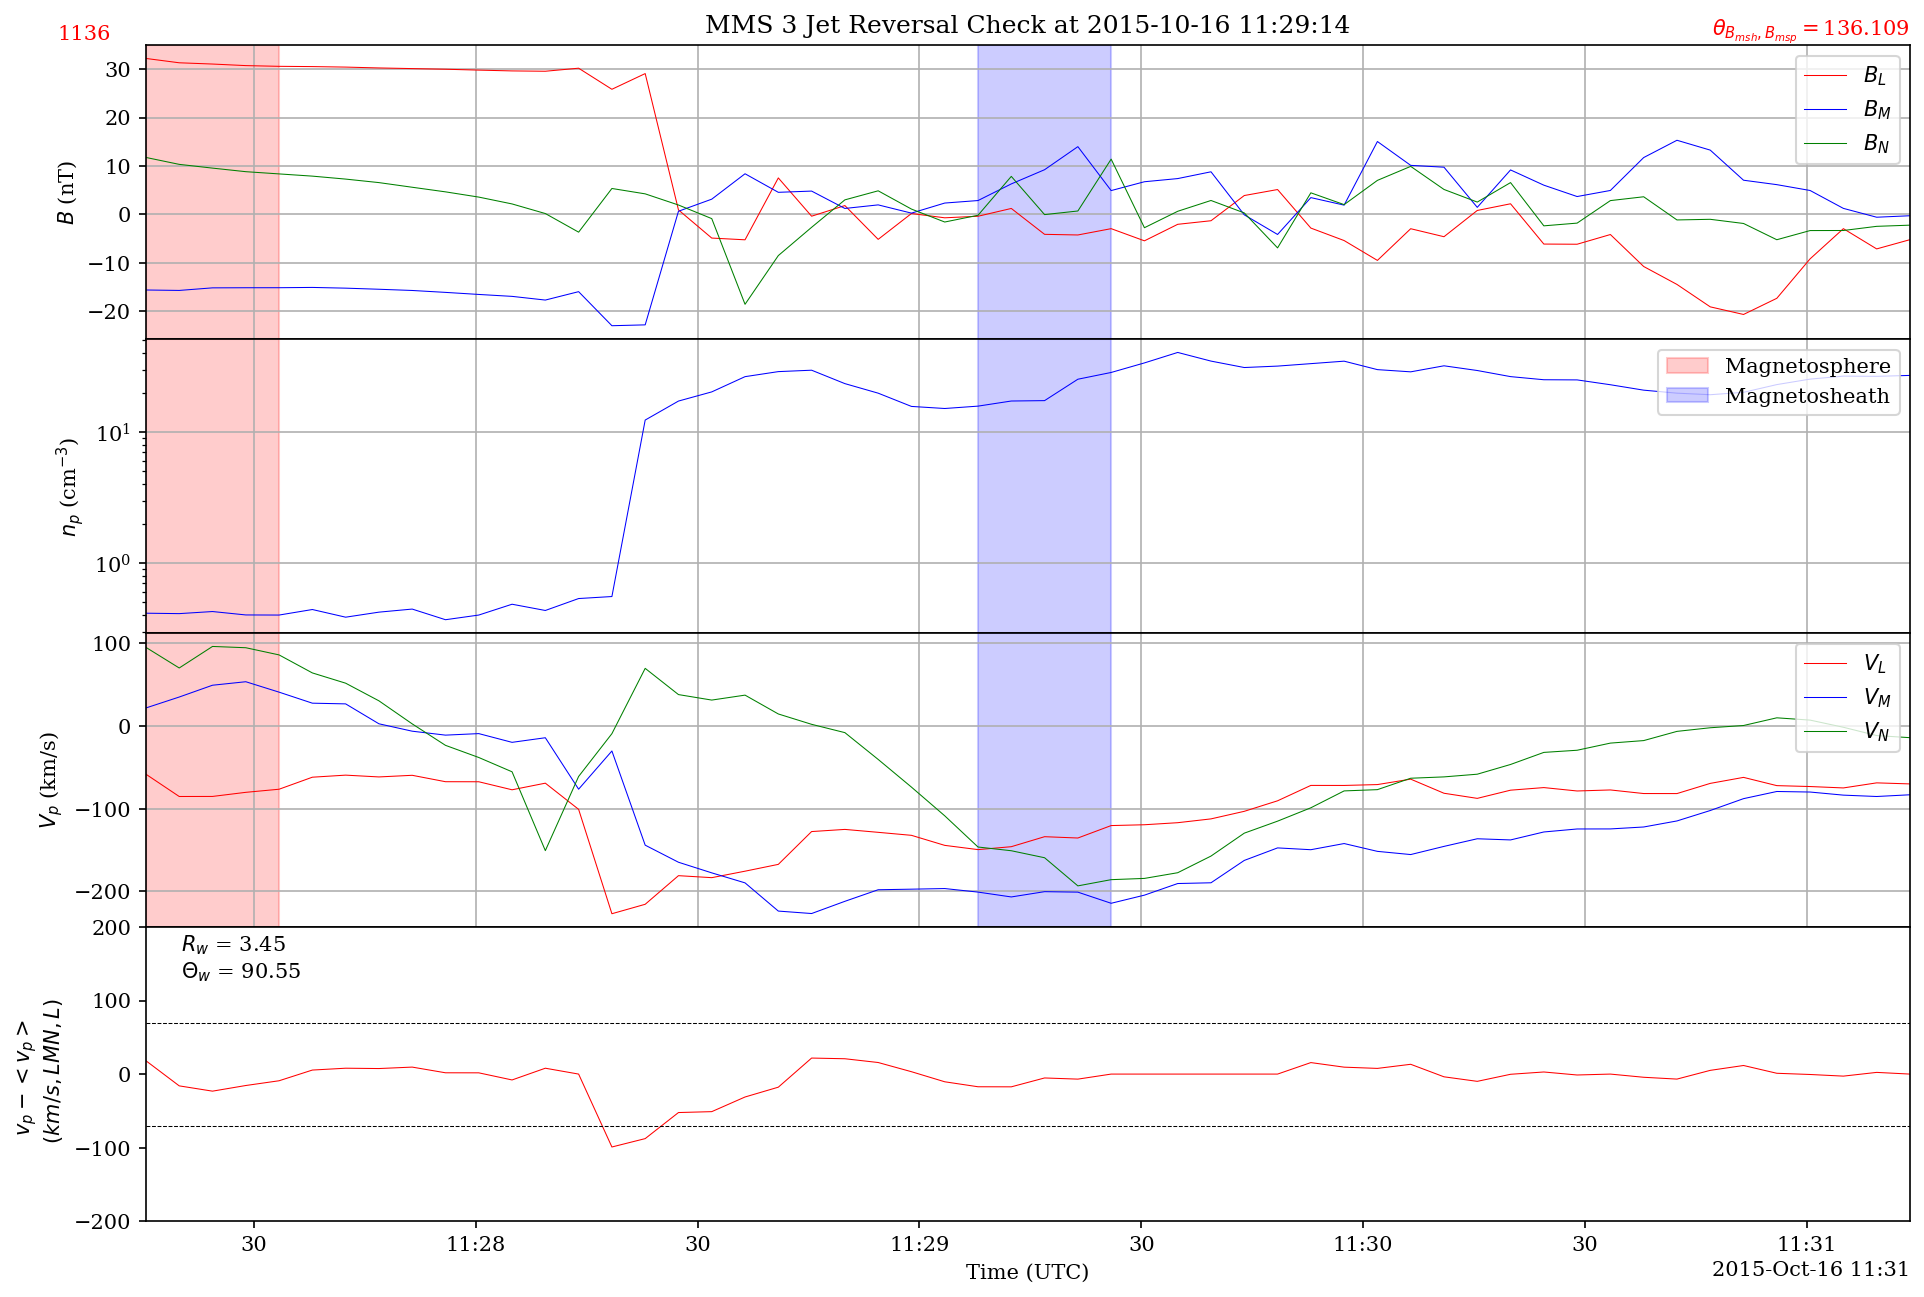 1136
MMS 3 Jet Reversal Check at 2015-10-16 11:29:14
θ_{B_{msh}, B_{msp}} = 136.109
30
20
10
0
−10
−20
B (nT)
B_L
B_M
B_N
10¹
10⁰
n_p (cm⁻³)
Magnetosphere
Magnetosheath
100
0
−100
−200
V_p (km/s)
V_L
V_M
V_N
200
100
0
−100
−200
v_p − <v_p>
(km/s, LMN, L)
R_w = 3.45
Θ_w = 90.55
30
11:28
30
11:29
30
11:30
30
11:31
Time (UTC)
2015-Oct-16 11:31